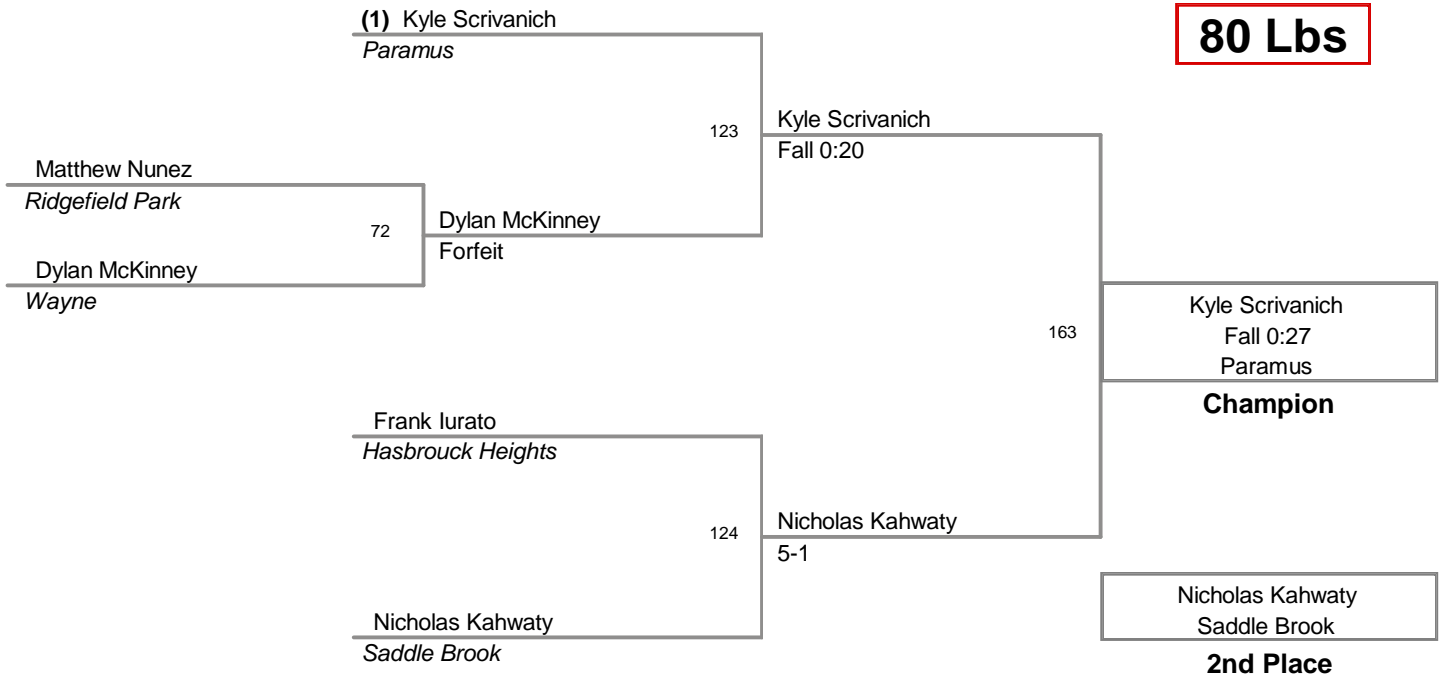 (1) Kyle Scrivanich
Paramus
80 Lbs
123
Kyle Scrivanich
Fall 0:20
Matthew Nunez
Ridgefield Park
72
Dylan McKinney
Forfeit
Dylan McKinney
Wayne
163
Kyle Scrivanich
Fall 0:27
Paramus
Champion
Frank Iurato
Hasbrouck Heights
124
Nicholas Kahwaty
5-1
Nicholas Kahwaty
Saddle Brook
Nicholas Kahwaty
Saddle Brook
2nd Place